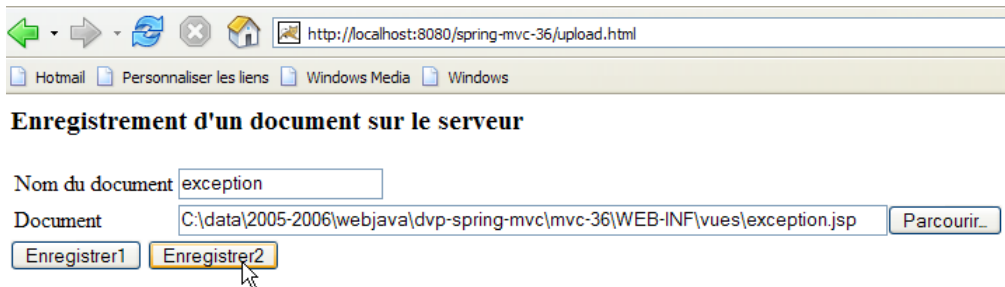 http://localhost:8080/spring-mvc-36/upload.html
Hotmail Personnaliser les liens Windows Media Windows
Enregistrement d'un document sur le serveur
Nom du document exception
Document C:\data\2005-2006\webjava\dvp-spring-mvc\mvc-36\WEB-INF\vues\exception.jsp Parcourir...
Enregistrer1 Enregistrer2